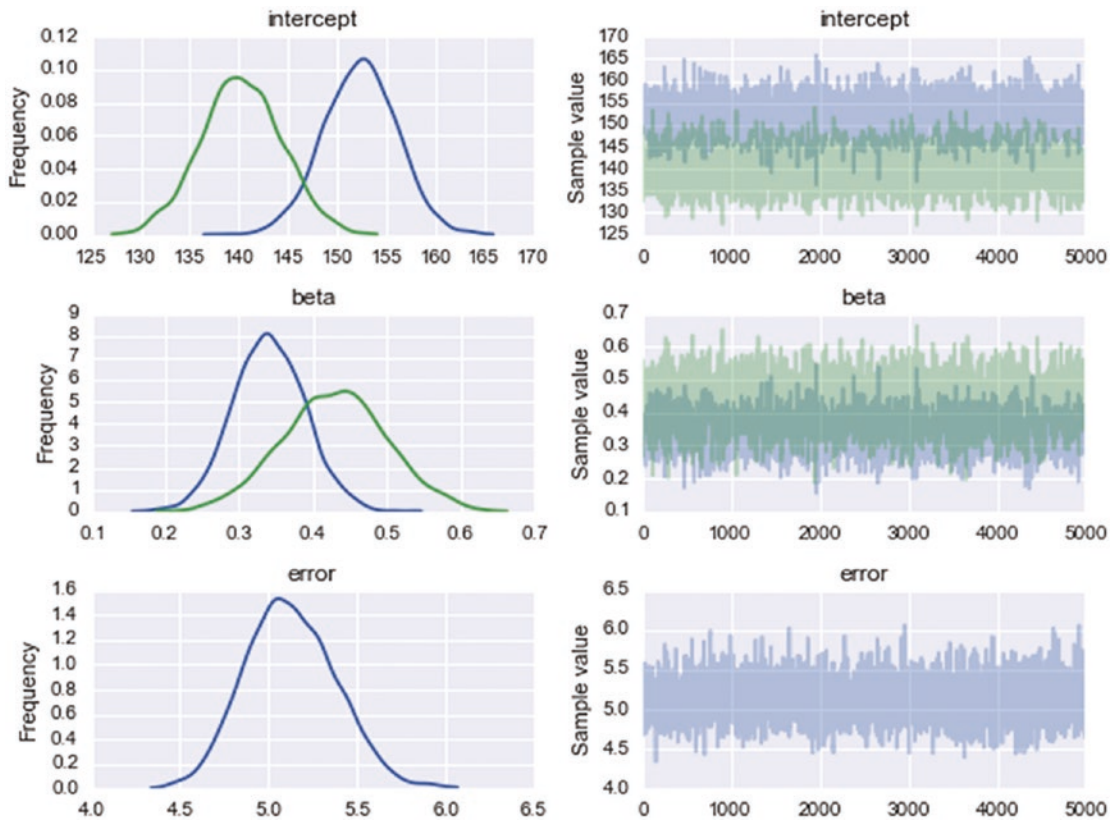 intercept
Frequency
0.12
0.10
0.08
0.06
0.04
0.02
0.00
125 130 135 140 145 150 155 160 165 170
intercept
Sample value
170
165
160
155
150
145
140
135
130
125
0 1000 2000 3000 4000 5000
beta
Frequency
9
8
7
6
5
4
3
2
1
0
0.1 0.2 0.3 0.4 0.5 0.6 0.7
beta
Sample value
0.7
0.6
0.5
0.4
0.3
0.2
0.1
0 1000 2000 3000 4000 5000
error
Frequency
1.6
1.4
1.2
1.0
0.8
0.6
0.4
0.2
0.0
4.0 4.5 5.0 5.5 6.0 6.5
error
Sample value
6.5
6.0
5.5
5.0
4.5
4.0
0 1000 2000 3000 4000 5000